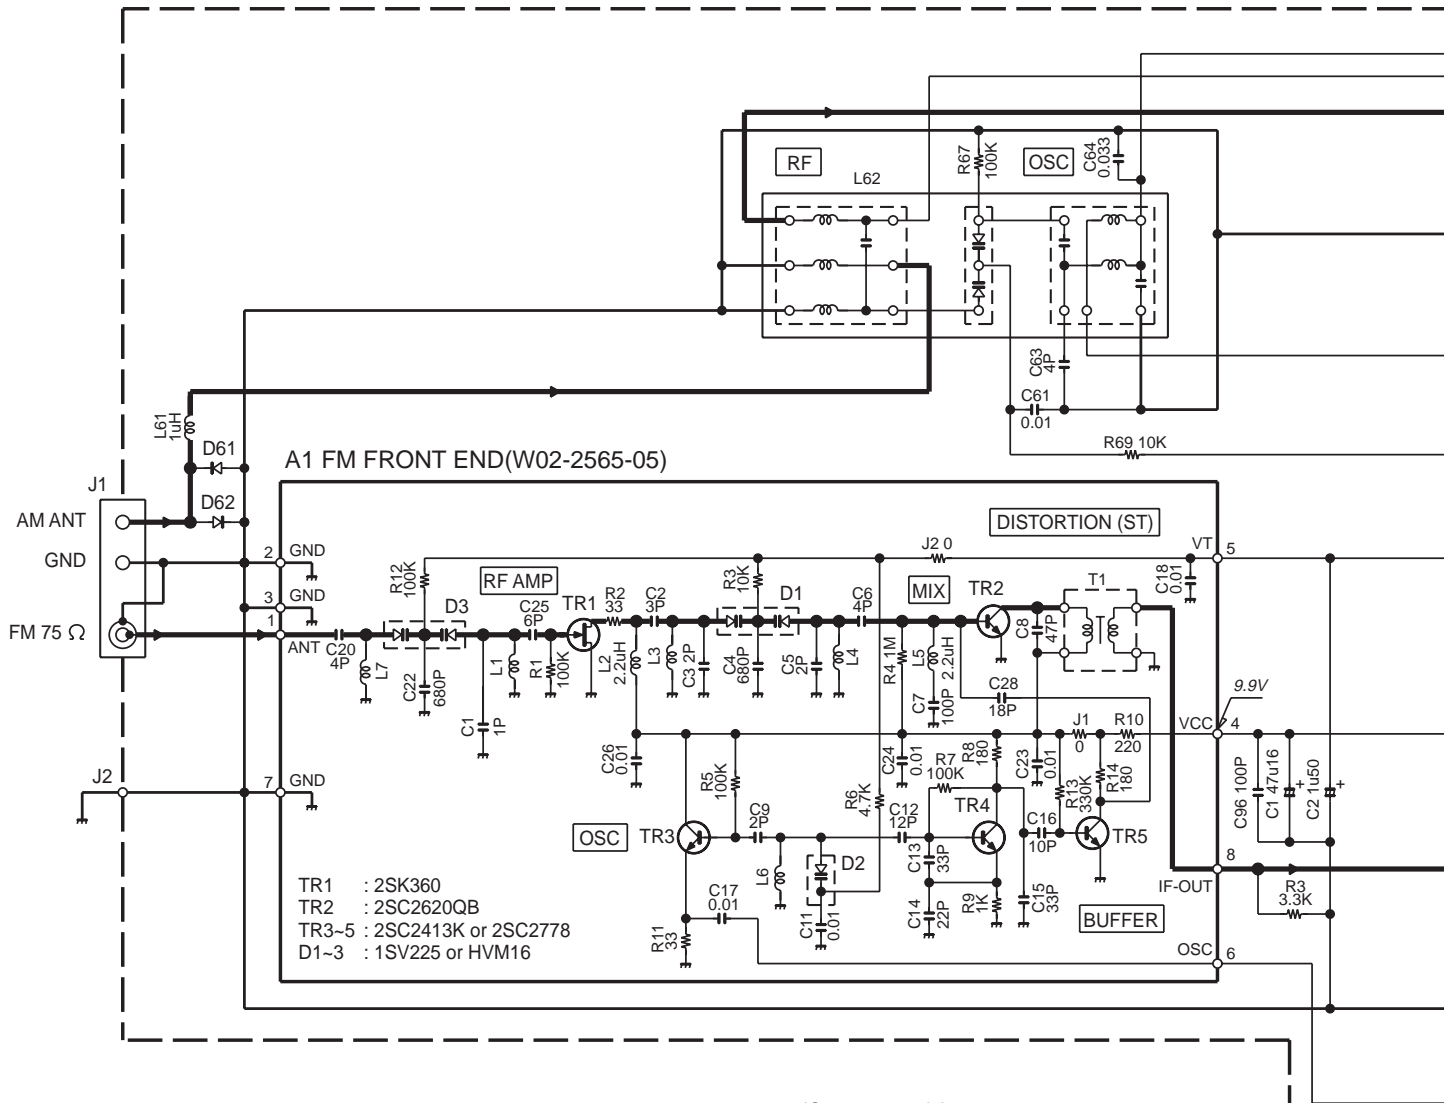 RF
L62
R67
100K
OSC
C64
0.033
C63
4P
C61
0.01
R69 10K
L61
1uH
D61
D62
J1
AM ANT
GND
FM 75 Ω
J2
A1 FM FRONT END(W02-2565-05)
DISTORTION (ST)
2
GND
3
GND
1
ANT
7
GND
VT
5
R12
100K
D3
RF AMP
C25
6P
TR1
R2
33
C2
3P
R3
10K
D1
J2 0
C6
4P
MIX
TR2
T1
C18
0.01
C8
47P
C20
4P
L7
C22
680P
C1
1P
L1
R1
100K
L2
2.2uH
L3
C3 2P
C4
680P
C5
2P
L4
R4 1M
L5
2.2uH
C7
100P
C28
18P
9.9V
VCC
4
J1
0
R10
220
C26
0.01
R5
100K
C24
0.01
R8
180
R7
100K
C23
0.01
R13
330K
R14
180
R6
4.7K
OSC
TR3
C9
2P
C12
12P
TR4
C16
10P
TR5
C96 100P
C1 47u16
+
C2 1u50
+
L6
D2
C13
33P
C17
0.01
C11
0.01
C14
22P
R9
1K
C15
33P
BUFFER
R11
33
8
IF-OUT
R3
3.3K
OSC
6
TR1 : 2SK360
TR2 : 2SC2620QB
TR3~5 : 2SC2413K or 2SC2778
D1~3 : 1SV225 or HVM16